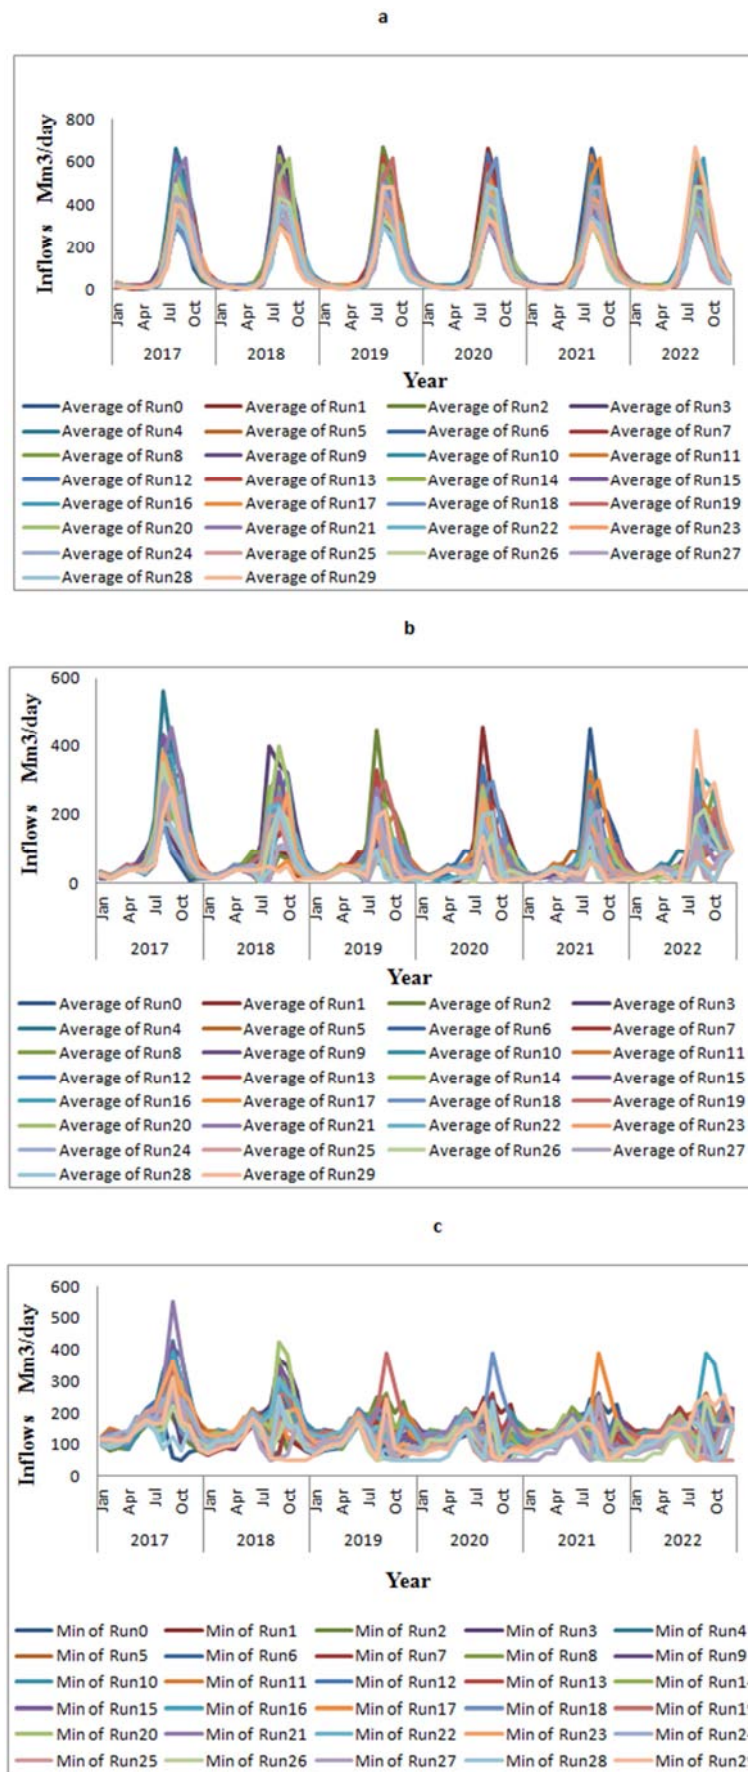 a
Inflows Mm3/day
800
600
400
200
0
Jan Apr Jul Oct Jan Apr Jul Oct Jan Apr Jul Oct Jan Apr Jul Oct Jan Apr Jul Oct Jan Apr Jul Oct
2017 2018 2019 2020 2021 2022
Year
Average of Run0 Average of Run1 Average of Run2 Average of Run3
Average of Run4 Average of Run5 Average of Run6 Average of Run7
Average of Run8 Average of Run9 Average of Run10 Average of Run11
Average of Run12 Average of Run13 Average of Run14 Average of Run15
Average of Run16 Average of Run17 Average of Run18 Average of Run19
Average of Run20 Average of Run21 Average of Run22 Average of Run23
Average of Run24 Average of Run25 Average of Run26 Average of Run27
Average of Run28 Average of Run29
b
Inflows Mm3/day
600
400
200
0
Jan Apr Jul Oct Jan Apr Jul Oct Jan Apr Jul Oct Jan Apr Jul Oct Jan Apr Jul Oct Jan Apr Jul Oct
2017 2018 2019 2020 2021 2022
Year
Average of Run0 Average of Run1 Average of Run2 Average of Run3
Average of Run4 Average of Run5 Average of Run6 Average of Run7
Average of Run8 Average of Run9 Average of Run10 Average of Run11
Average of Run12 Average of Run13 Average of Run14 Average of Run15
Average of Run16 Average of Run17 Average of Run18 Average of Run19
Average of Run20 Average of Run21 Average of Run22 Average of Run23
Average of Run24 Average of Run25 Average of Run26 Average of Run27
Average of Run28 Average of Run29
c
Inflows Mm3/day
600
500
400
300
200
100
0
Jan Apr Jul Oct Jan Apr Jul Oct Jan Apr Jul Oct Jan Apr Jul Oct Jan Apr Jul Oct Jan Apr Jul Oct
2017 2018 2019 2020 2021 2022
Year
Min of Run0 Min of Run1 Min of Run2 Min of Run3 Min of Run4
Min of Run5 Min of Run6 Min of Run7 Min of Run8 Min of Run9
Min of Run10 Min of Run11 Min of Run12 Min of Run13 Min of
Min of Run15 Min of Run16 Min of Run17 Min of Run18 Min of
Min of Run20 Min of Run21 Min of Run22 Min of Run23 Min of
Min of Run25 Min of Run26 Min of Run27 Min of Run28 Min of